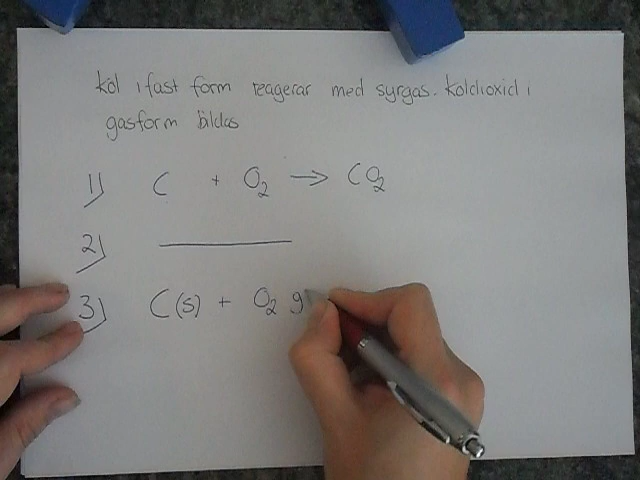 kol i fast form reagerar med syrgas. koldioxid i
gasform bildas
1) C + O₂ → CO₂
2)
3) C(s) + O₂ g